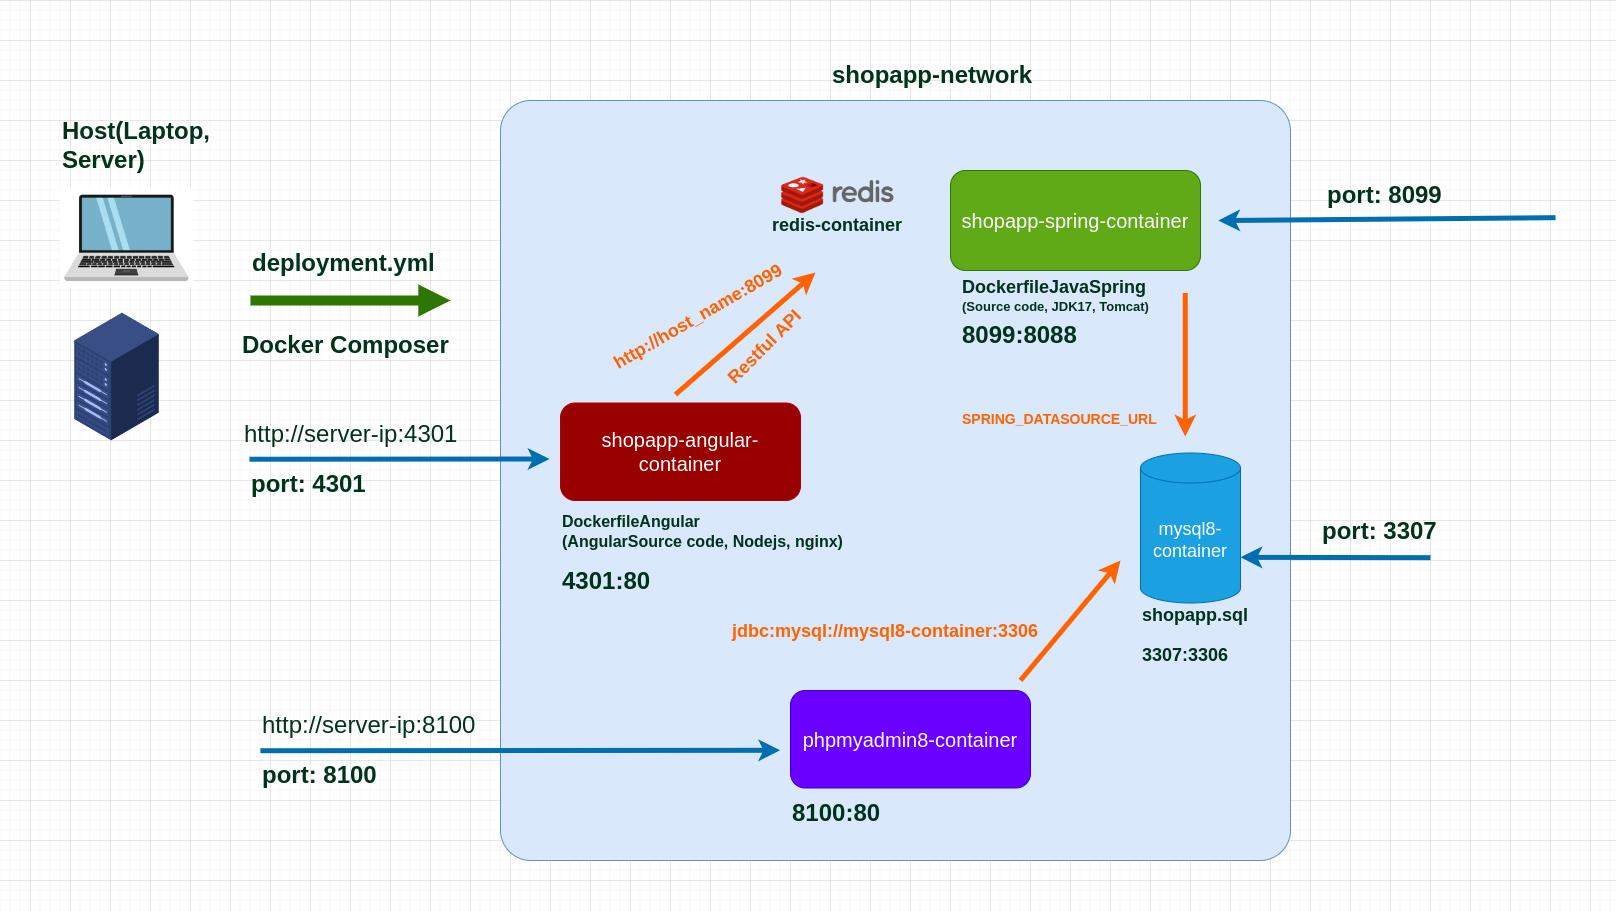 shopapp-network
Host(Laptop,
Server)
deployment.yml
Docker Composer
http://server-ip:4301
port: 4301
http://server-ip:8100
port: 8100
redis
redis-container
shopapp-spring-container
DockerfileJavaSpring
(Source code, JDK17, Tomcat)
8099:8088
port: 8099
http://host_name:8099
Restful API
SPRING_DATASOURCE_URL
shopapp-angular-
container
DockerfileAngular
(AngularSource code, Nodejs, nginx)
4301:80
mysql8-
container
port: 3307
shopapp.sql
3307:3306
jdbc:mysql://mysql8-container:3306
phpmyadmin8-container
8100:80